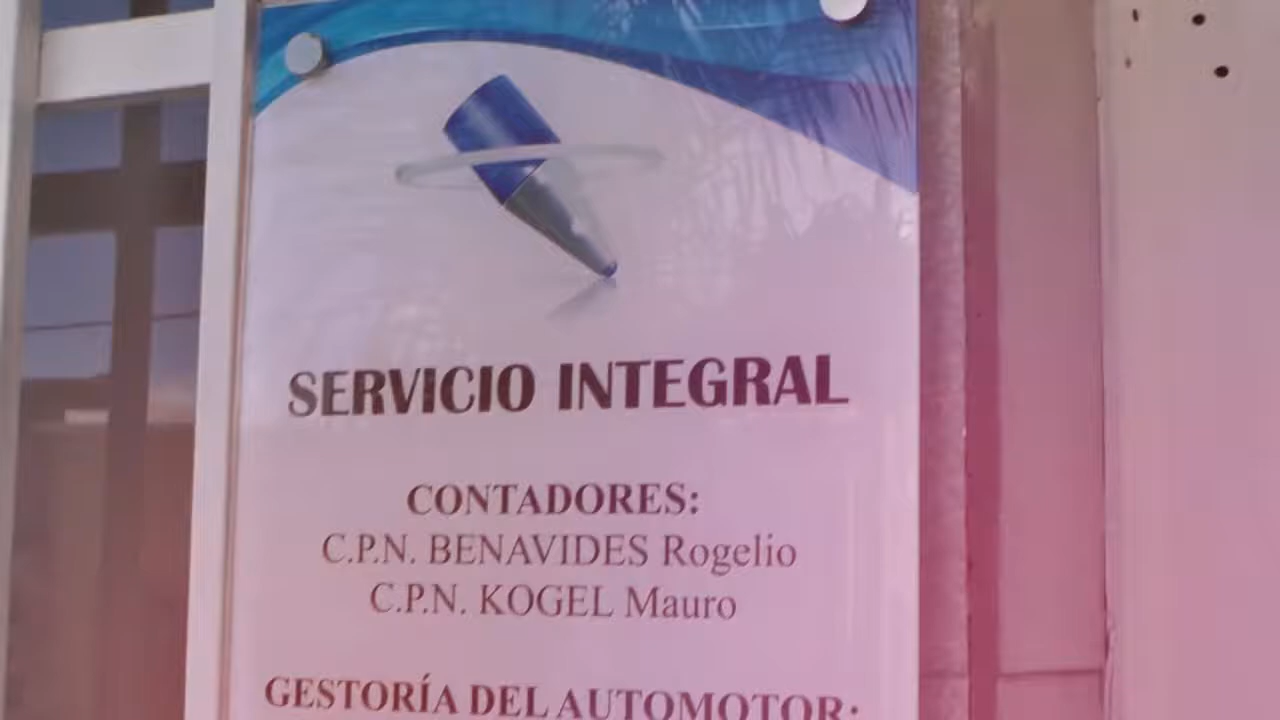 SERVICIO INTEGRAL
CONTADORES:
C.P.N. BENAVIDES Rogelio
C.P.N. KOGEL Mauro
GESTORÍA DEL AUTOMOTOR: